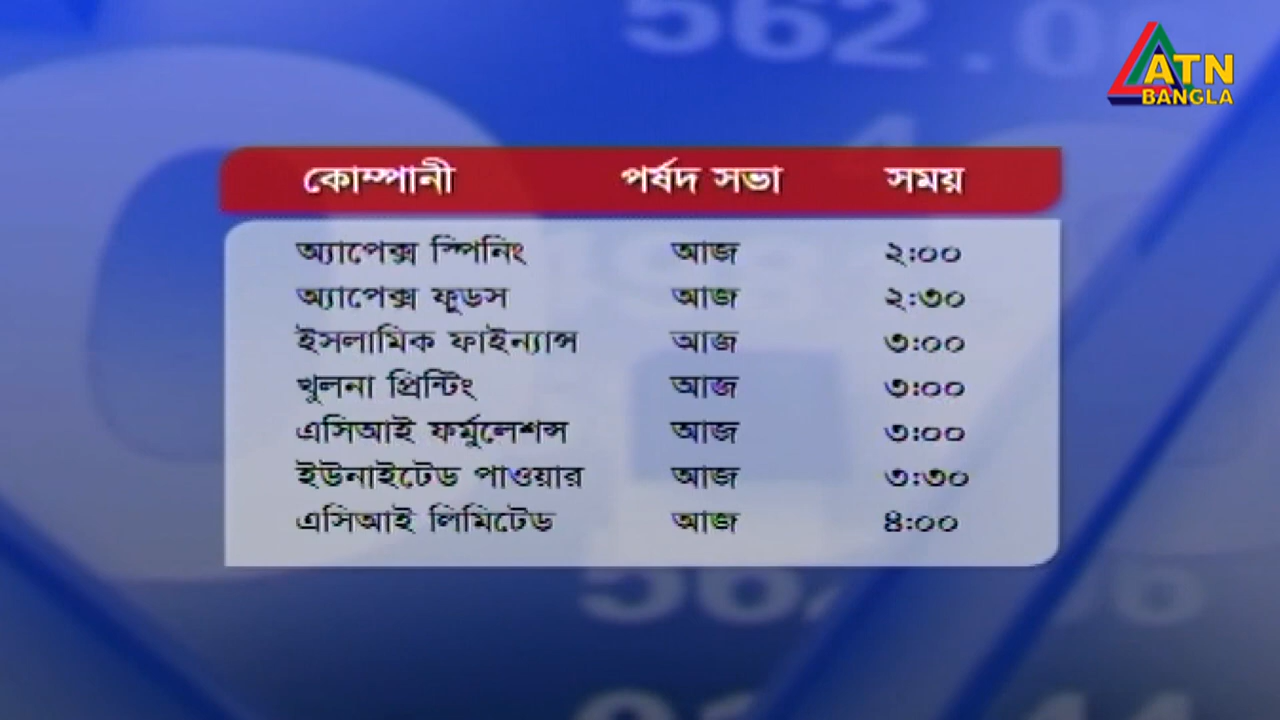 562.06
ATN
BANGLA
কোম্পানী পর্ষদ সভা সময়
অ্যাপেক্স স্পিনিং আজ ২:০০
অ্যাপেক্স ফুডস আজ ২:৩০
ইসলামিক ফাইন্যান্স আজ ৩:০০
খুলনা প্রিন্টিং আজ ৩:০০
এসিআই ফর্মুলেশন্স আজ ৩:০০
ইউনাইটেড পাওয়ার আজ ৩:৩০
এসিআই লিমিটেড আজ ৪:০০